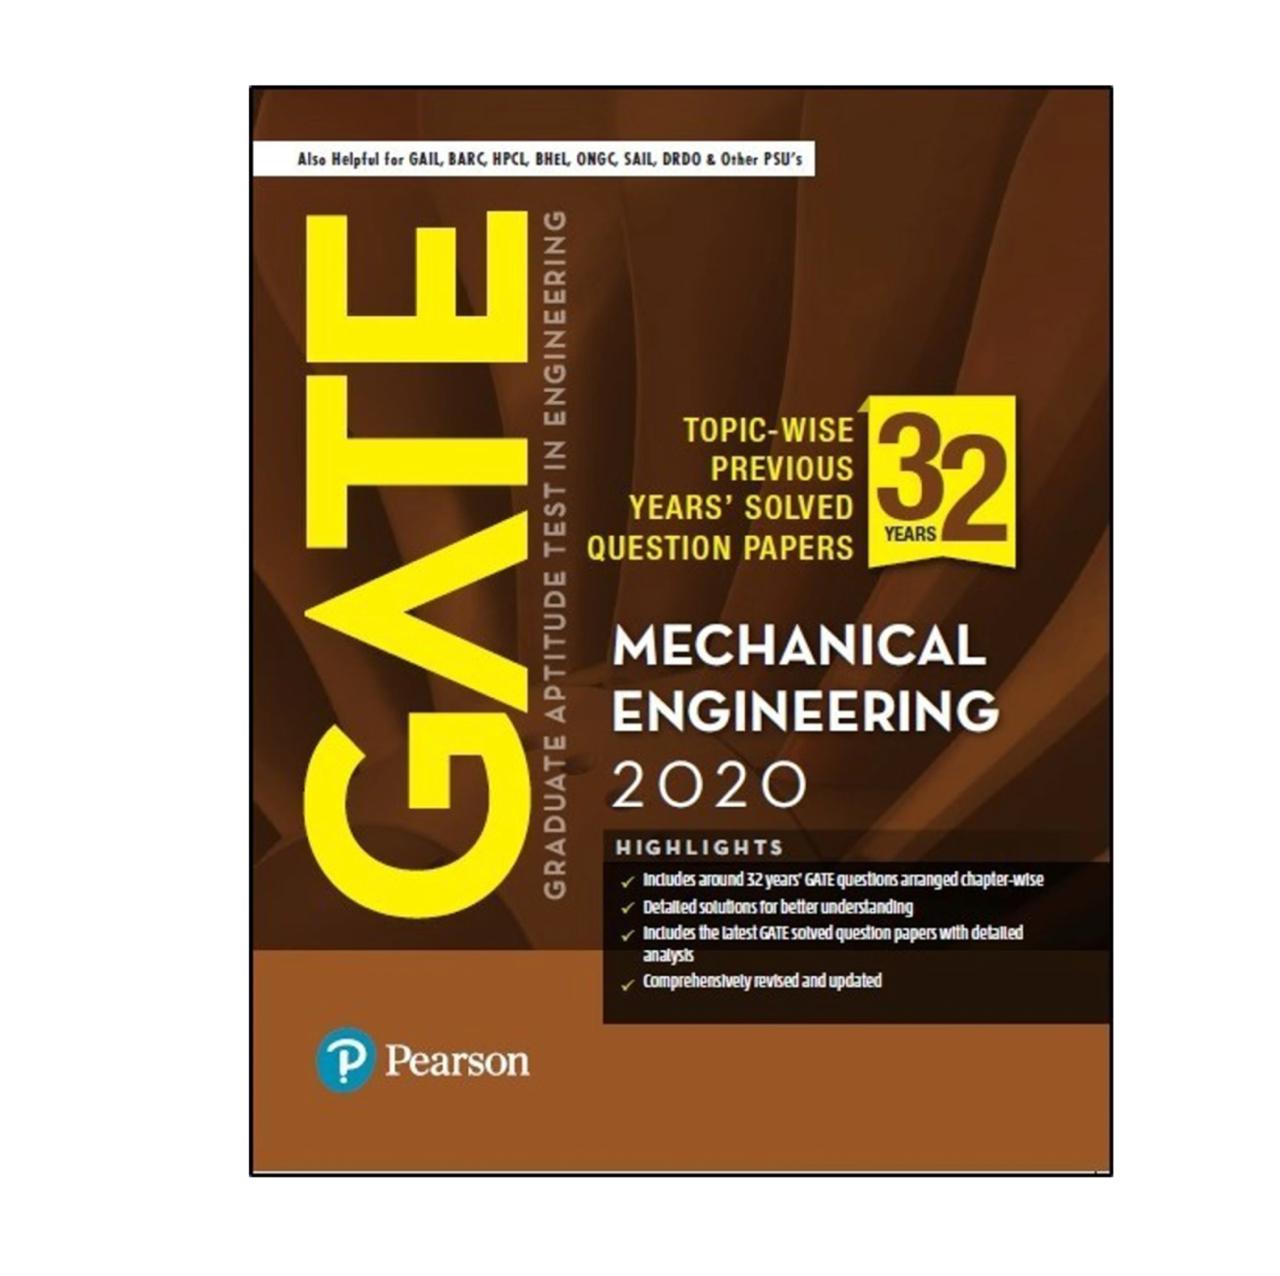 Also Helpful for GAIL, BARC, HPCL, BHEL, ONGC, SAIL, DRDO & Other PSU's
GATE
GRADUATE APTITUDE TEST IN ENGINEERING
TOPIC-WISE
PREVIOUS
YEARS' SOLVED
QUESTION PAPERS
32
YEARS
MECHANICAL
ENGINEERING
2020
HIGHLIGHTS
✓ Includes around 32 years' GATE questions arranged chapter-wise
✓ Detailed solutions for better understanding
✓ Includes the latest GATE solved question papers with detailed
analysis
✓ Comprehensively revised and updated
P Pearson